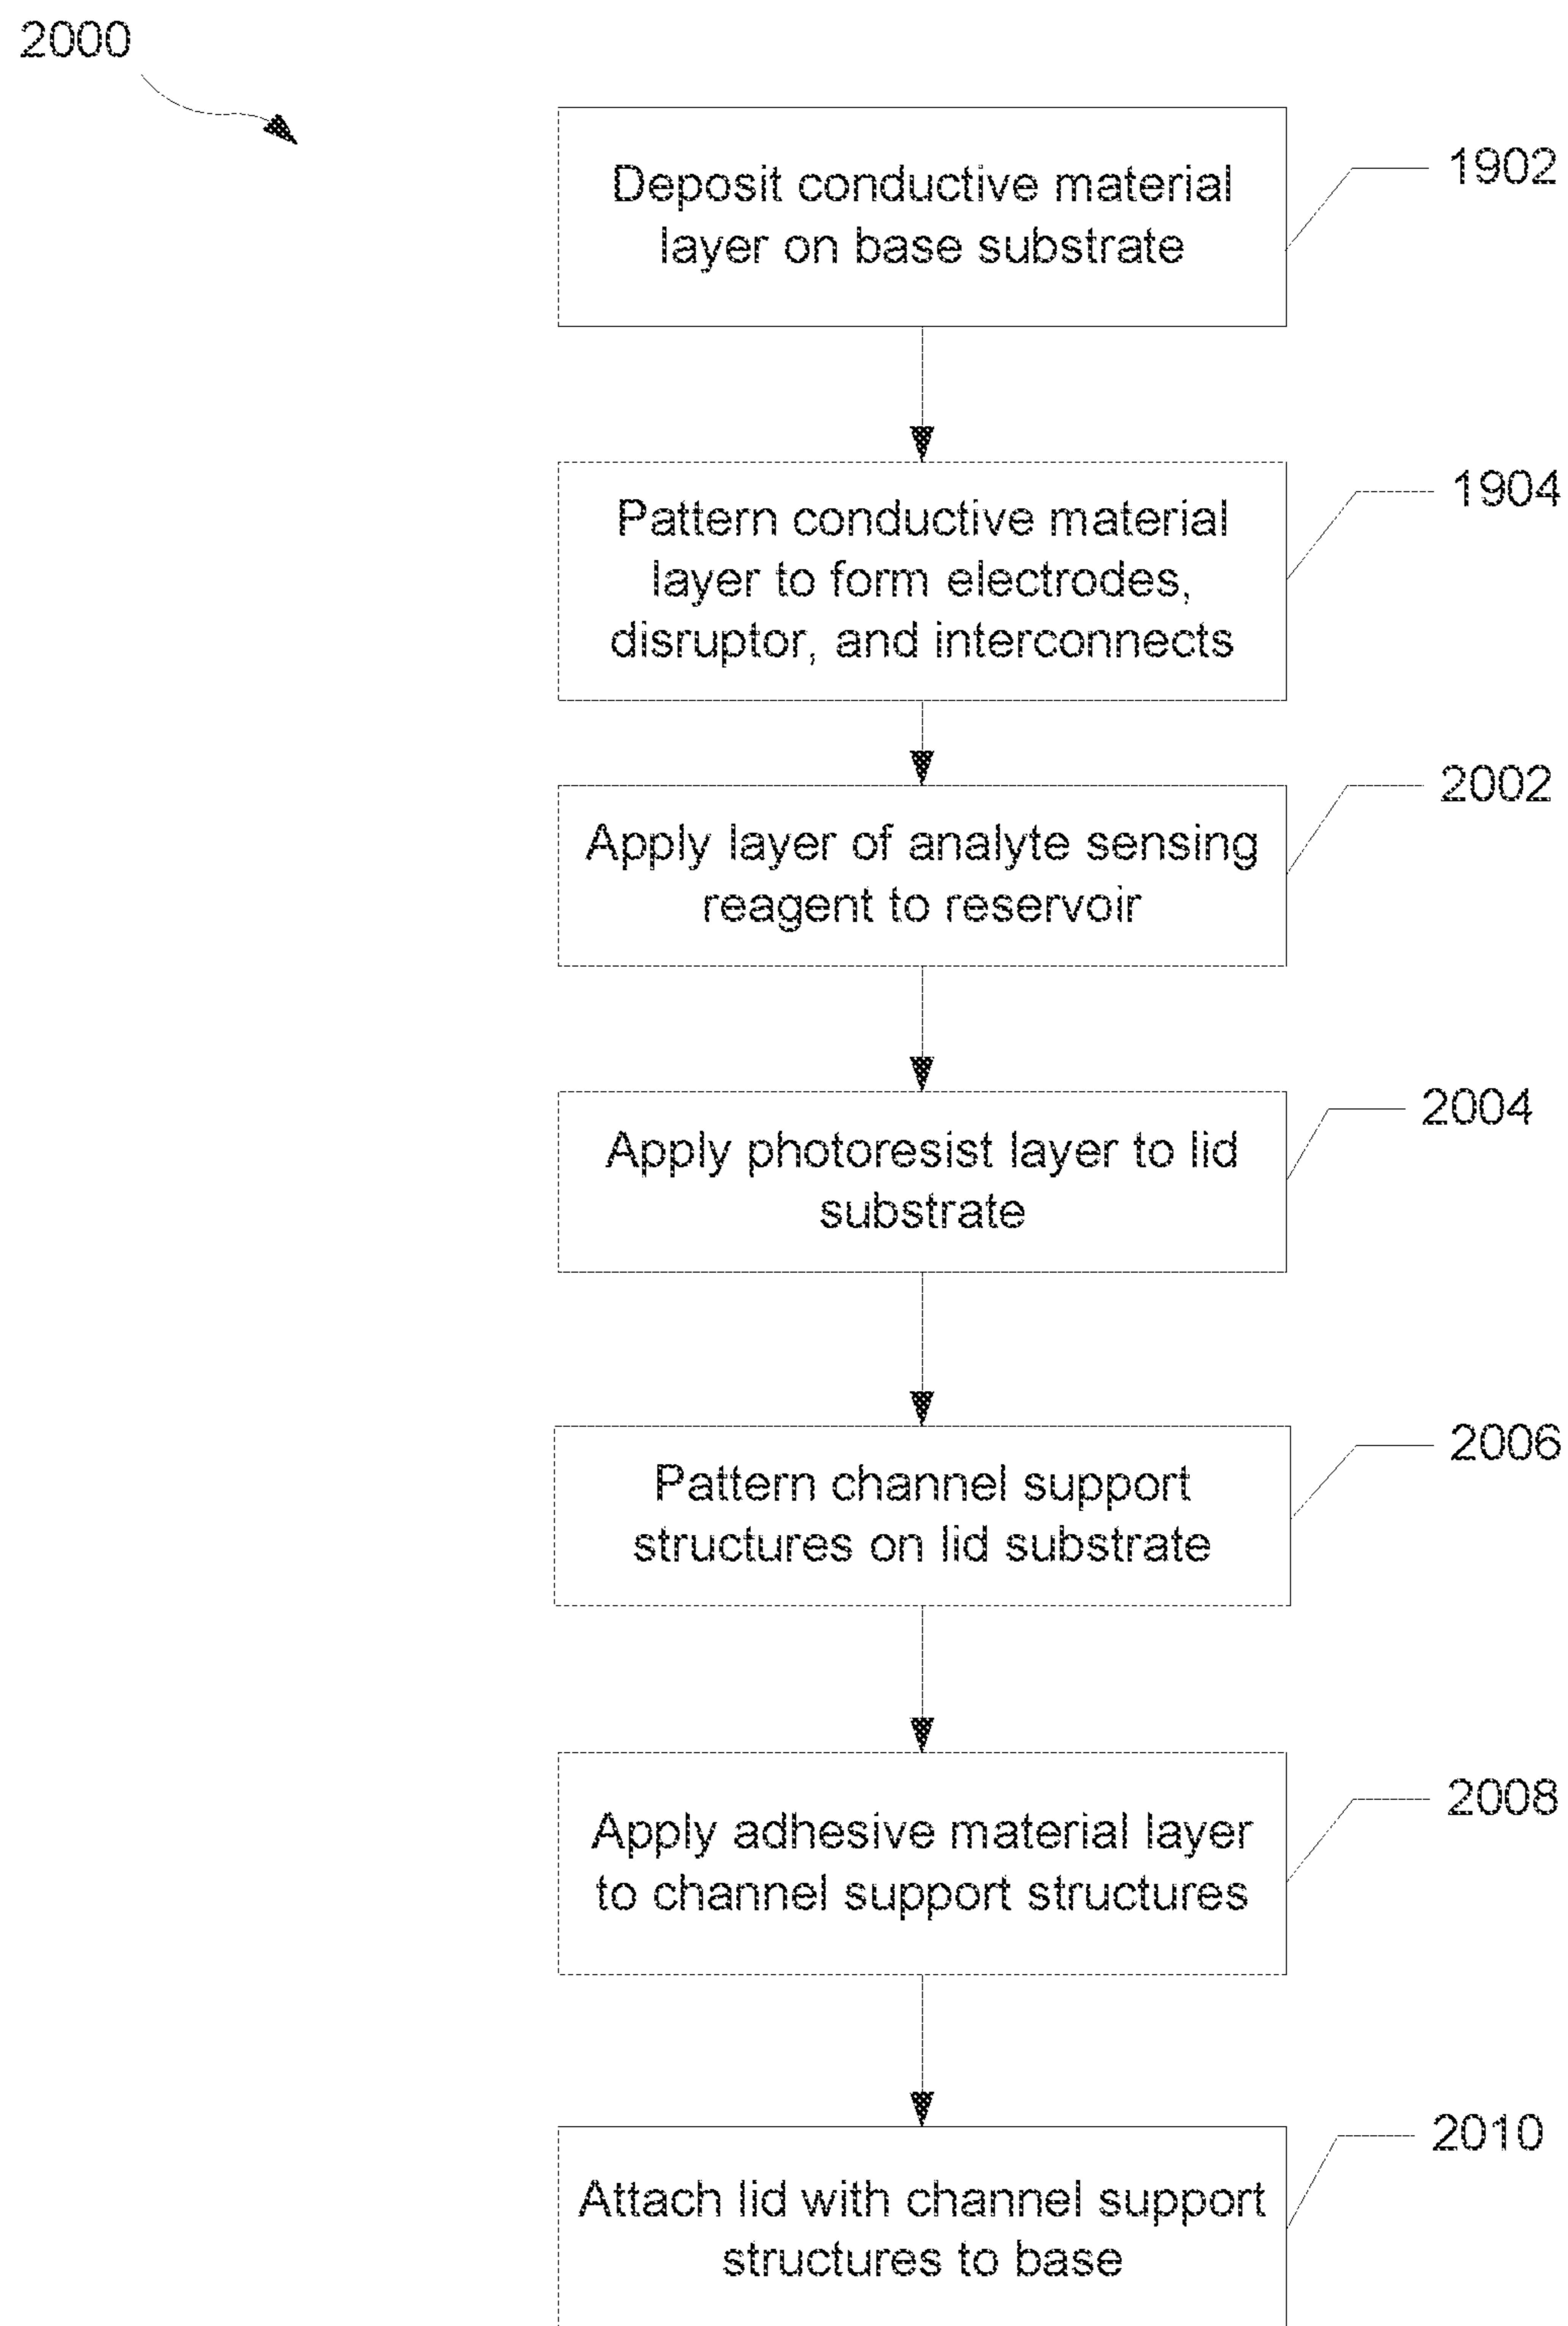 2000
Deposit conductive material
layer on base substrate
1902
Pattern conductive material
layer to form electrodes,
disruptor, and interconnects
1904
Apply layer of analyte sensing
reagent to reservoir
2002
Apply photoresist layer to lid
substrate
2004
Pattern channel support
structures on lid substrate
2006
Apply adhesive material layer
to channel support structures
2008
Attach lid with channel support
structures to base
2010